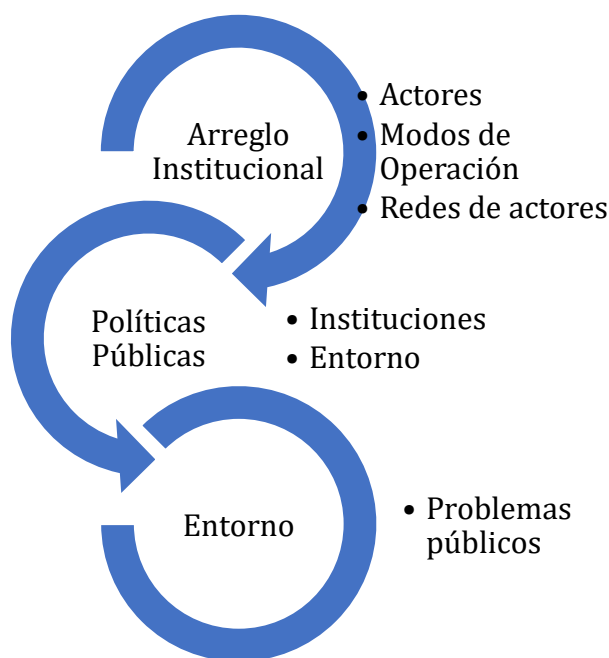 Arreglo
Institucional
• Actores
• Modos de
Operación
• Redes de actores
Políticas
Públicas
• Instituciones
• Entorno
Entorno
• Problemas
públicos